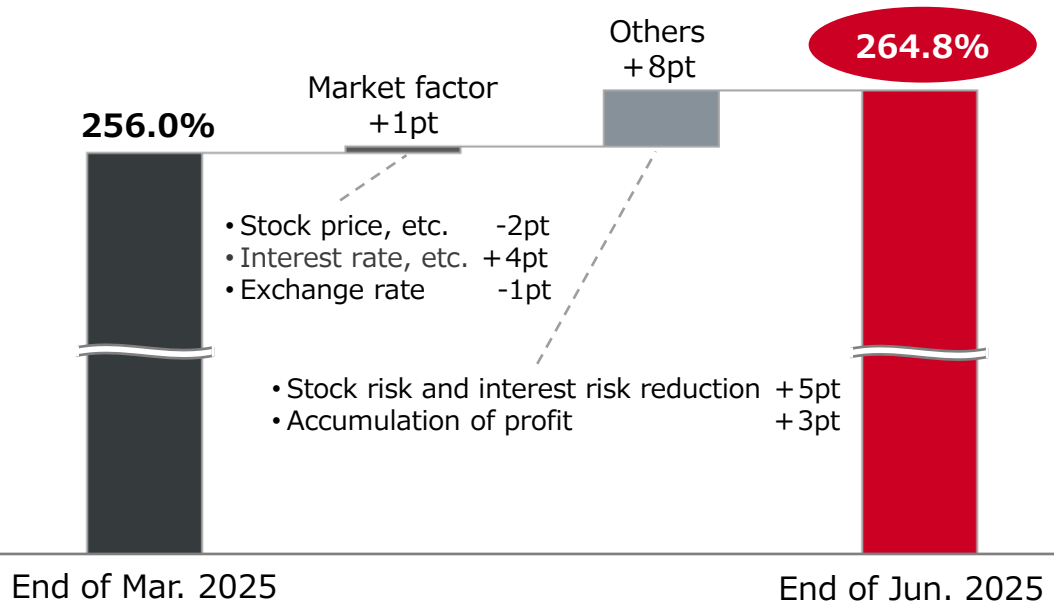 Others
+8pt
264.8%
Market factor
+1pt
256.0%
・Stock price, etc. -2pt
・Interest rate, etc. +4pt
・Exchange rate -1pt
・Stock risk and interest risk reduction +5pt
・Accumulation of profit +3pt
End of Mar. 2025
End of Jun. 2025